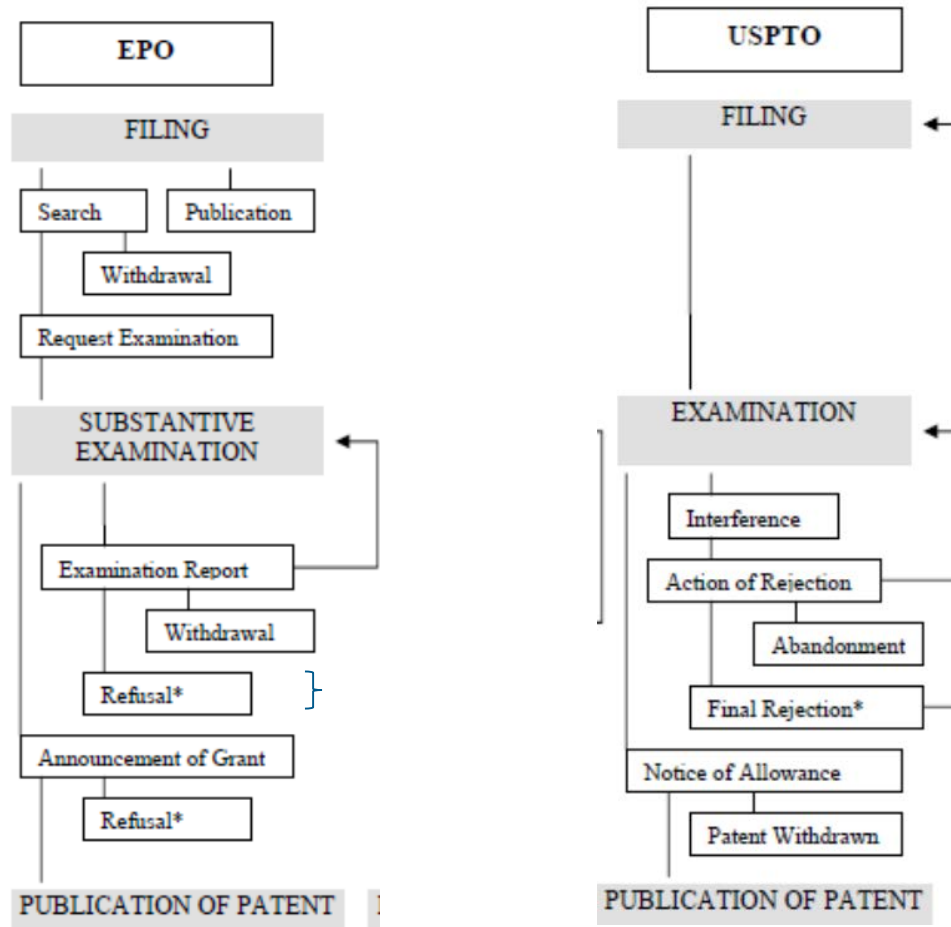 EPO
FILING
Search
Publication
Withdrawal
Request Examination
SUBSTANTIVE
EXAMINATION
Examination Report
Withdrawal
Refusal*
Announcement of Grant
Refusal*
PUBLICATION OF PATENT
USPTO
FILING
EXAMINATION
Interference
Action of Rejection
Abandonment
Final Rejection*
Notice of Allowance
Patent Withdrawn
PUBLICATION OF PATENT